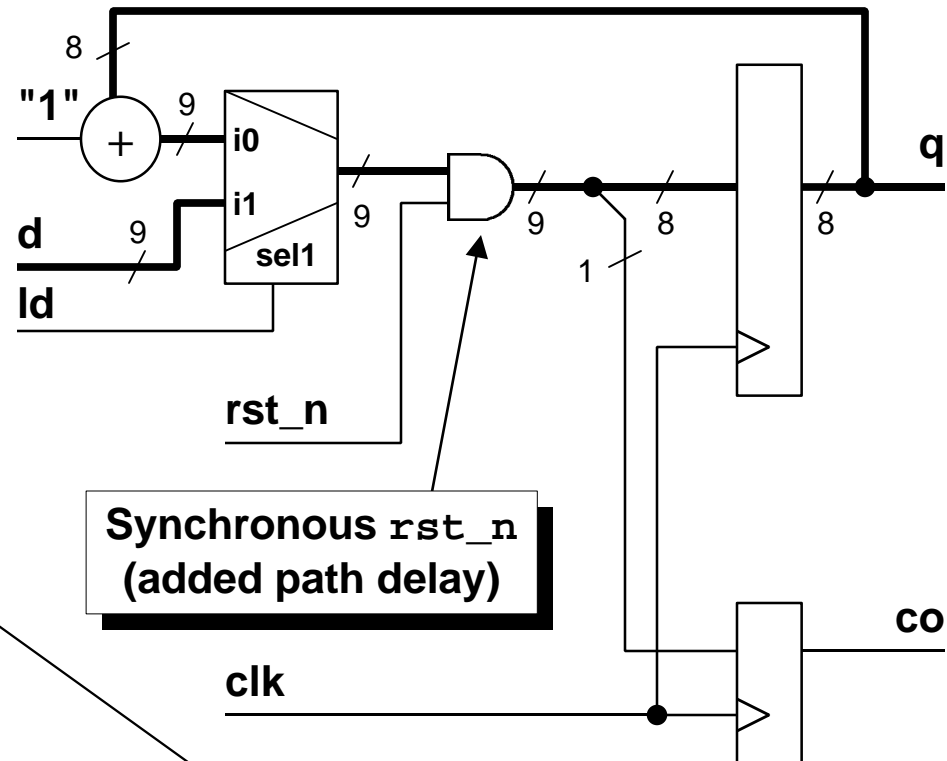 8
"1"
9
+
i0
q
i1
9
9
8
8
d
9
sel1
1
ld
rst_n
Synchronous rst_n
(added path delay)
co
clk